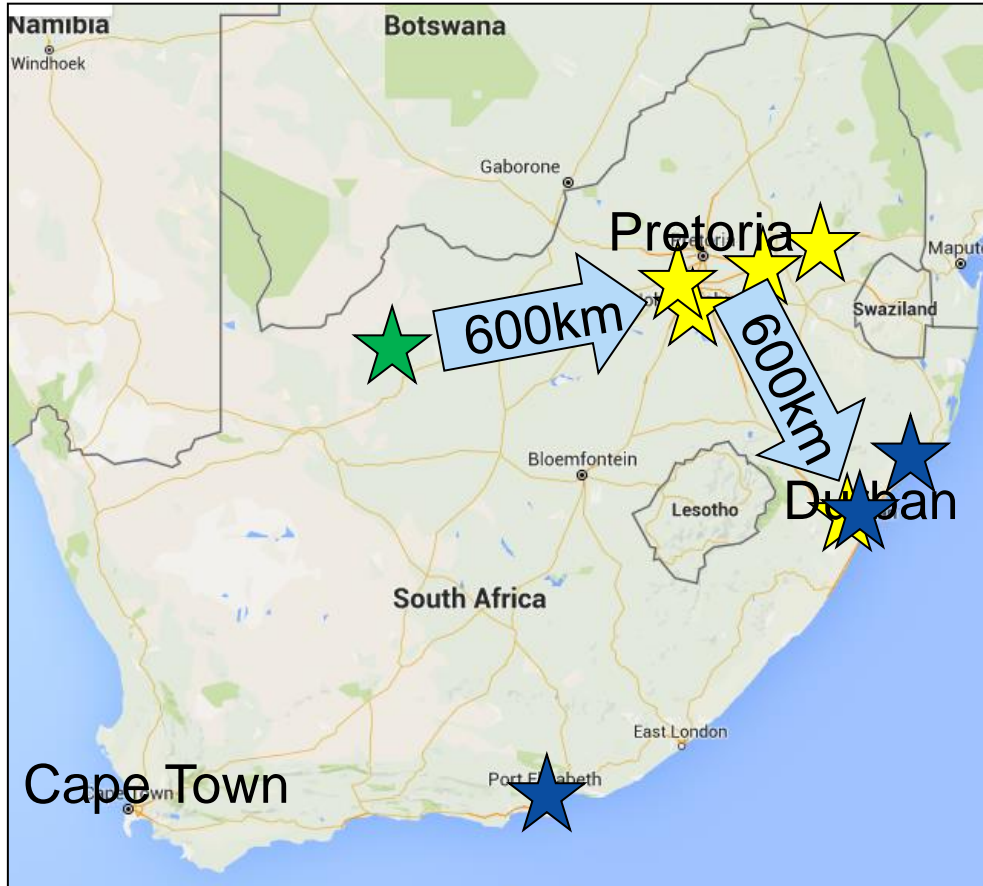 Namibia
Botswana
Windhoek
Gaborone
Pretoria
Maputo
Swaziland
600km
600km
Bloemfontein
Lesotho
Durban
South Africa
East London
Port Elizabeth
Cape Town
Cape Town